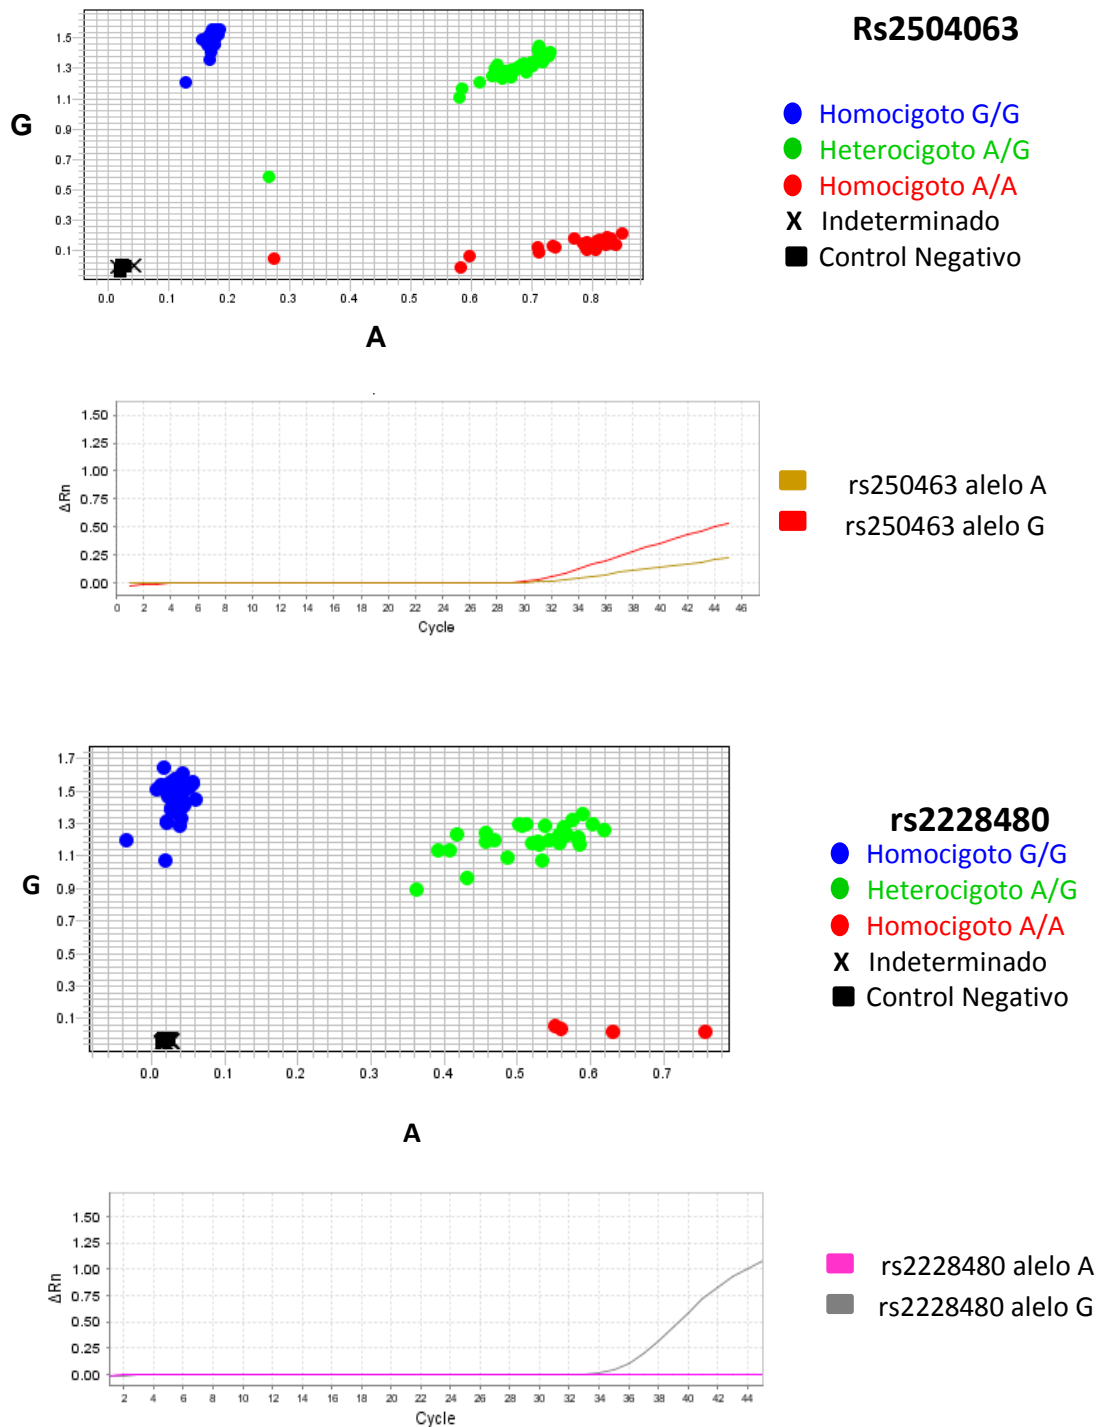 Rs2504063
1.5
1.3
1.1
0.9
0.7
0.5
0.3
0.1
G
0.0 0.1 0.2 0.3 0.4 0.5 0.6 0.7 0.8
A
Homocigoto G/G
Heterocigoto A/G
Homocigoto A/A
X Indeterminado
Control Negativo
1.50
1.25
1.00
0.75
0.50
0.25
0.00
ΔRn
0 2 4 6 8 10 12 14 16 18 20 22 24 26 28 30 32 34 36 38 40 42 44 46
Cycle
rs250463 alelo A
rs250463 alelo G
1.7
1.5
1.3
1.1
0.9
0.7
0.5
0.3
0.1
G
0.0 0.1 0.2 0.3 0.4 0.5 0.6 0.7
A
rs2228480
Homocigoto G/G
Heterocigoto A/G
Homocigoto A/A
X Indeterminado
Control Negativo
1.50
1.25
1.00
0.75
0.50
0.25
0.00
ΔRn
2 4 6 8 10 12 14 16 18 20 22 24 26 28 30 32 34 36 38 40 42 44
Cycle
rs2228480 alelo A
rs2228480 alelo G